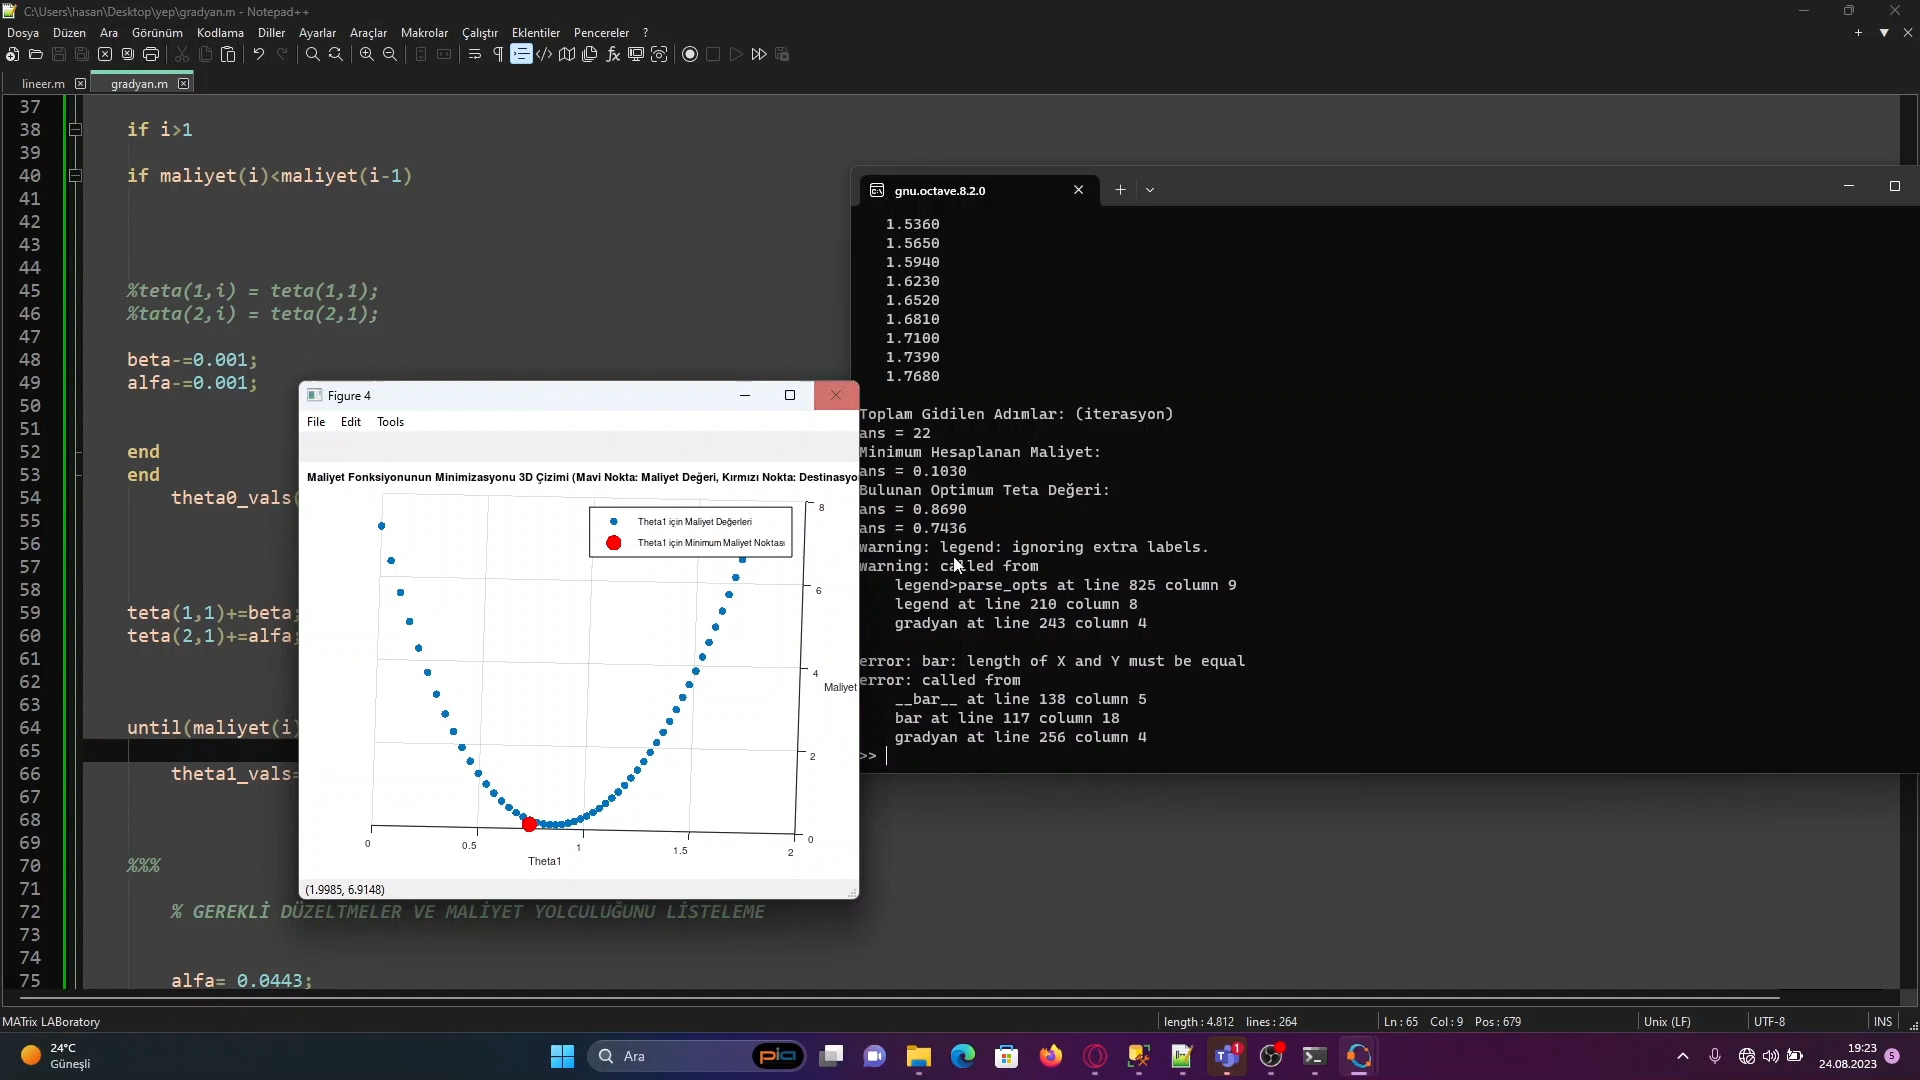 C:\Users\hasan\Desktop\yep\gradyan.m - Notepad++
Dosya Düzen Ara Görünüm Kodlama Diller Ayarlar Araçlar Makrolar Çalıştır Eklentiler Pencereler ?
lineer.m gradyan.m
37
38 if i>1
39
40 if maliyet(i)<maliyet(i-1)
41
42
43
44
45 %teta(1,i) = teta(1,1);
46 %tata(2,i) = teta(2,1);
47
48 beta-=0.001;
49 alfa-=0.001;
50
51
52 end
53 end
54 theta0_vals(
55
56
57
58
59 teta(1,1)+=beta;
60 teta(2,1)+=alfa;
61
62
63
64 until(maliyet(i)
65
66 theta1_vals=
67
68
69
70 %%%
71
72 % GEREKLİ DÜZELTMELER VE MALİYET YOLCULUĞUNU LİSTELEME
73
74
75 alfa= 0.0443;
gnu.octave.8.2.0
1.5360
1.5650
1.5940
1.6230
1.6520
1.6810
1.7100
1.7390
1.7680
Toplam Gidilen Adımlar: (iterasyon)
ans = 22
Minimum Hesaplanan Maliyet:
ans = 0.1030
Bulunan Optimum Teta Değeri:
ans = 0.8690
ans = 0.7436
warning: legend: ignoring extra labels.
warning: called from
legend>parse_opts at line 825 column 9
legend at line 210 column 8
gradyan at line 243 column 4
error: bar: length of X and Y must be equal
error: called from
__bar__ at line 138 column 5
bar at line 117 column 18
gradyan at line 256 column 4
>>
Figure 4
File Edit Tools
Maliyet Fonksiyonunun Minimizasyonu 3D Çizimi (Mavi Nokta: Maliyet Değeri, Kırmızı Nokta: Destinasyo
Theta1 için Maliyet Değerleri
Theta1 için Minimum Maliyet Noktası
8
6
4
Maliyet
2
0
0 0.5 1 1.5 2
Theta1
(1.9985, 6.9148)
MATrix LABoratory length : 4.812 lines : 264 Ln : 65 Col : 9 Pos : 679 Unix (LF) UTF-8 INS
24°C
Güneşli
Ara
pia
1
19:23
24.08.2023
5